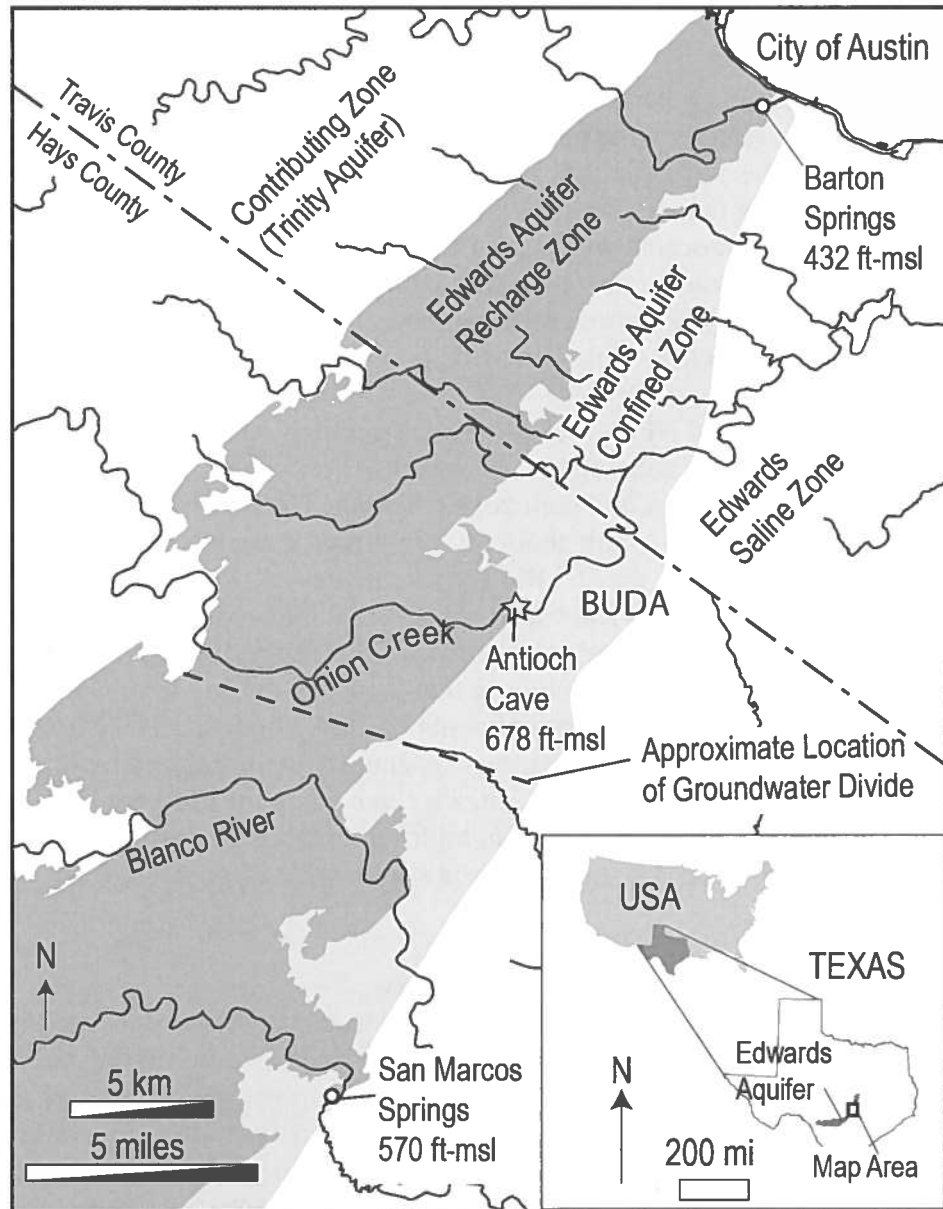 City of Austin
Travis County
Hays County
Contributing Zone
(Trinity Aquifer)
Barton
Springs
432 ft-msl
Edwards Aquifer
Recharge Zone
Edwards Aquifer
Confined Zone
Edwards
Saline Zone
BUDA
Onion Creek
Antioch
Cave
678 ft-msl
Approximate Location
of Groundwater Divide
Blanco River
N
San Marcos
Springs
570 ft-msl
5 km
5 miles
USA
TEXAS
Edwards
Aquifer
N
200 mi
Map Area